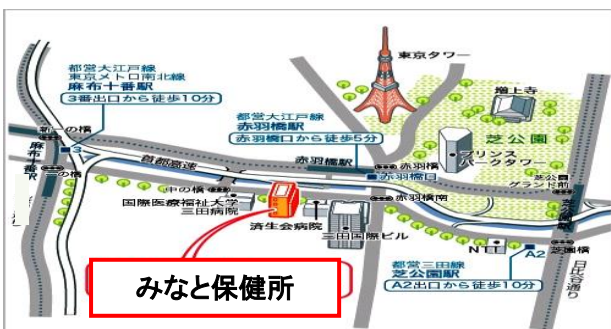 東京タワー
都営大江戸線
東京メトロ南北線
麻布十番駅
3番出口から徒歩10分
増上寺
都営大江戸線
赤羽橋駅
赤羽橋口から徒歩5分
芝公園
プリンス
パークタワー
新一の橋
3
麻布十番駅
一の橋
首都高速
赤羽橋駅
赤羽橋
赤羽橋口
芝公園
グランド前
中の橋
赤羽橋南
国際医療福祉大学
三田病院
済生会病院
三田国際ビル
芝公園駅
N
A2
芝園橋
日比谷通り
都営三田線
芝公園駅
A2出口から徒歩10分
みなと保健所